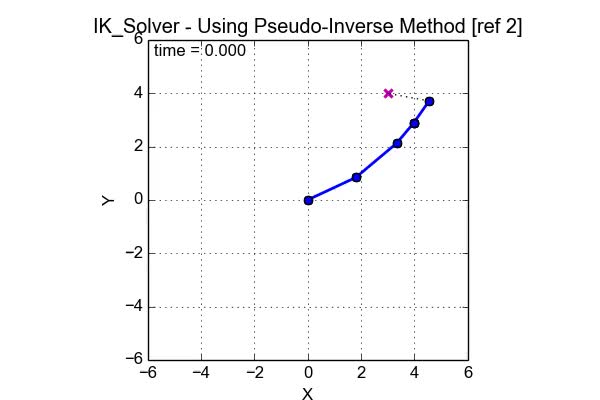 IK_Solver - Using Pseudo-Inverse Method [ref 2]
6
time = 0.000
4
2
0
−2
−4
−6
−6 −4 −2 0 2 4 6
Y
X